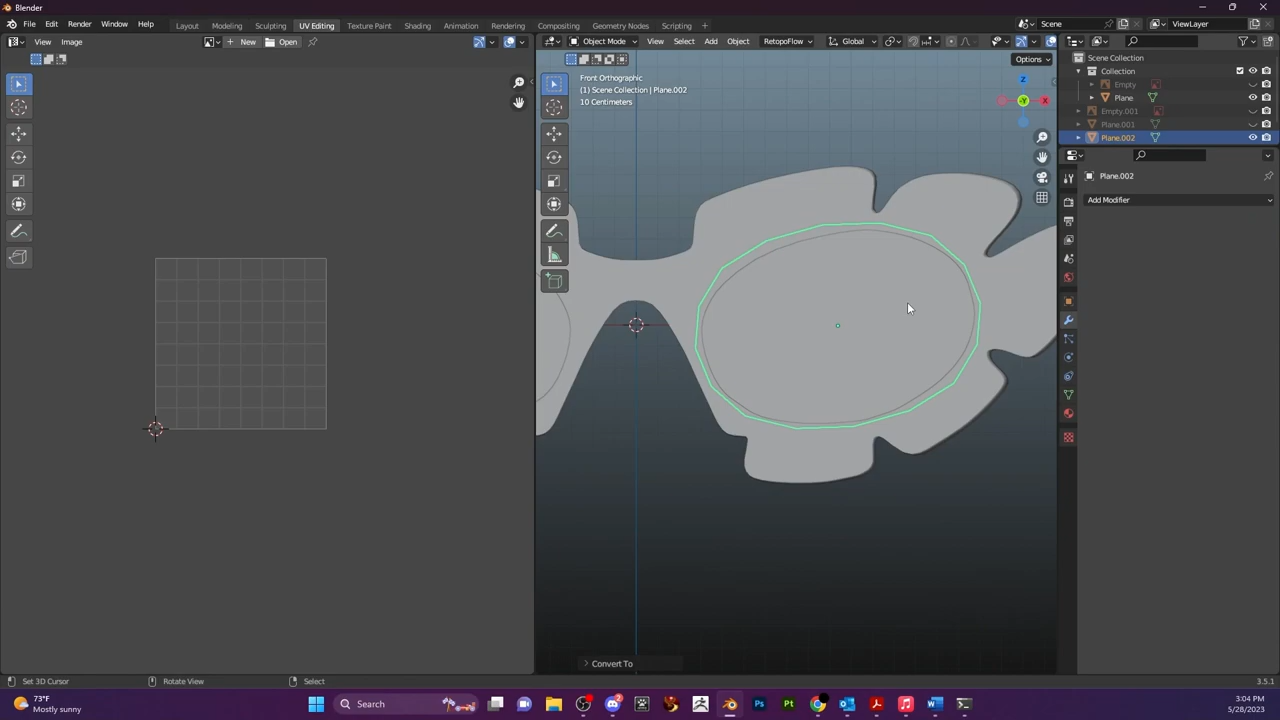 Blender
File Edit Render Window Help Layout Modeling Sculpting UV Editing Texture Paint Shading Animation Rendering Compositing Geometry Nodes Scripting + Scene ViewLayer
View Image New Open Object Mode View Select Add Object RetopoFlow Global
Options
Scene Collection
Collection
Empty
Plane
Empty.001
Plane.001
Plane.002
Front Orthographic
(1) Scene Collection | Plane.002
10 Centimeters
Z
-Y
X
Plane.002
Add Modifier
Convert To
Set 3D Cursor Rotate View Select 3.5.1
73°F
Mostly sunny
Search
2
Ps
Pt
3:04 PM
5/28/2023